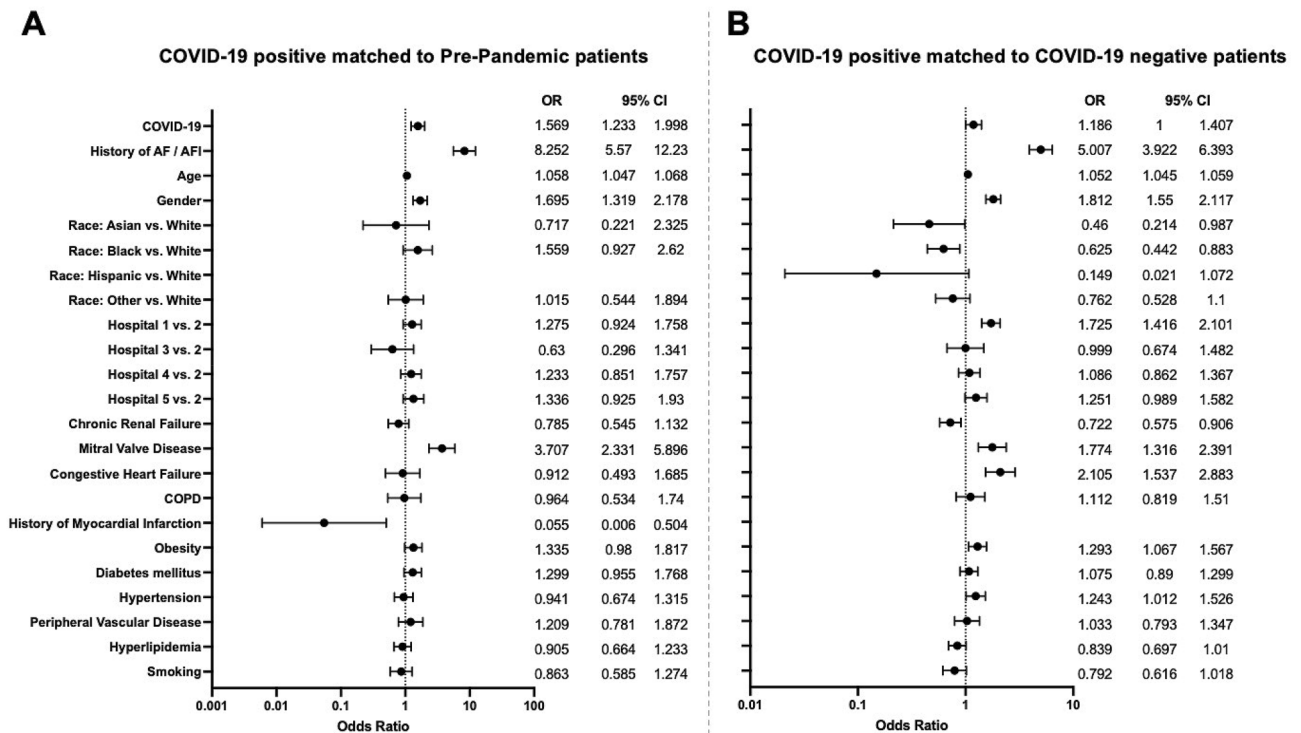 A
COVID-19 positive matched to Pre-Pandemic patients
OR 95% CI
COVID-19 1.569 1.233 1.998
History of AF / AFl 8.252 5.57 12.23
Age 1.058 1.047 1.068
Gender 1.695 1.319 2.178
Race: Asian vs. White 0.717 0.221 2.325
Race: Black vs. White 1.559 0.927 2.62
Race: Hispanic vs. White
Race: Other vs. White 1.015 0.544 1.894
Hospital 1 vs. 2 1.275 0.924 1.758
Hospital 3 vs. 2 0.63 0.296 1.341
Hospital 4 vs. 2 1.233 0.851 1.757
Hospital 5 vs. 2 1.336 0.925 1.93
Chronic Renal Failure 0.785 0.545 1.132
Mitral Valve Disease 3.707 2.331 5.896
Congestive Heart Failure 0.912 0.493 1.685
COPD 0.964 0.534 1.74
History of Myocardial Infarction 0.055 0.006 0.504
Obesity 1.335 0.98 1.817
Diabetes mellitus 1.299 0.955 1.768
Hypertension 0.941 0.674 1.315
Peripheral Vascular Disease 1.209 0.781 1.872
Hyperlipidemia 0.905 0.664 1.233
Smoking 0.863 0.585 1.274
0.001 0.01 0.1 1 10 100
Odds Ratio
B
COVID-19 positive matched to COVID-19 negative patients
OR 95% CI
1.186 1 1.407
5.007 3.922 6.393
1.052 1.045 1.059
1.812 1.55 2.117
0.46 0.214 0.987
0.625 0.442 0.883
0.149 0.021 1.072
0.762 0.528 1.1
1.725 1.416 2.101
0.999 0.674 1.482
1.086 0.862 1.367
1.251 0.989 1.582
0.722 0.575 0.906
1.774 1.316 2.391
2.105 1.537 2.883
1.112 0.819 1.51
1.293 1.067 1.567
1.075 0.89 1.299
1.243 1.012 1.526
1.033 0.793 1.347
0.839 0.697 1.01
0.792 0.616 1.018
0.01 0.1 1 10
Odds Ratio